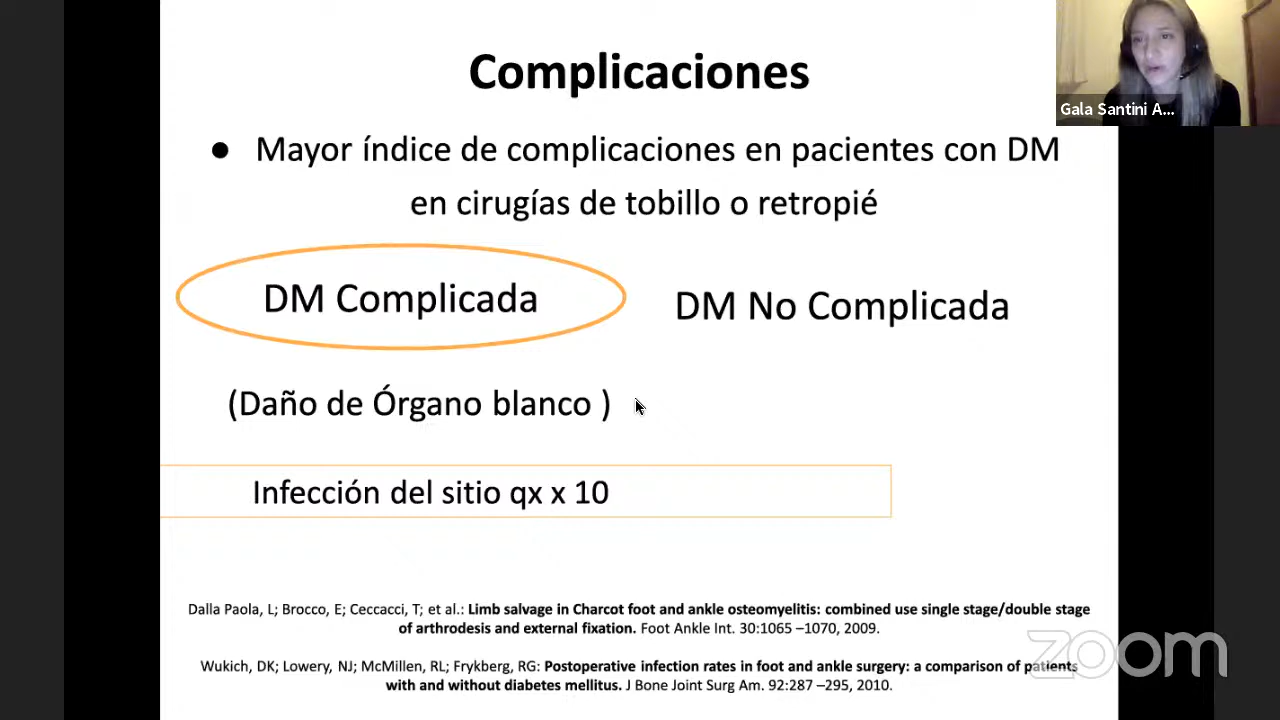 Complicaciones
Gala Santini A...
● Mayor índice de complicaciones en pacientes con DM
en cirugías de tobillo o retropié
DM Complicada
DM No Complicada
(Daño de Órgano blanco )
Infección del sitio qx x 10
Dalla Paola, L; Brocco, E; Ceccacci, T; et al.: Limb salvage in Charcot foot and ankle osteomyelitis: combined use single stage/double stage
of arthrodesis and external fixation. Foot Ankle Int. 30:1065 –1070, 2009.
Wukich, DK; Lowery, NJ; McMillen, RL; Frykberg, RG: Postoperative infection rates in foot and ankle surgery: a comparison of patients
with and without diabetes mellitus. J Bone Joint Surg Am. 92:287 –295, 2010.
zoom